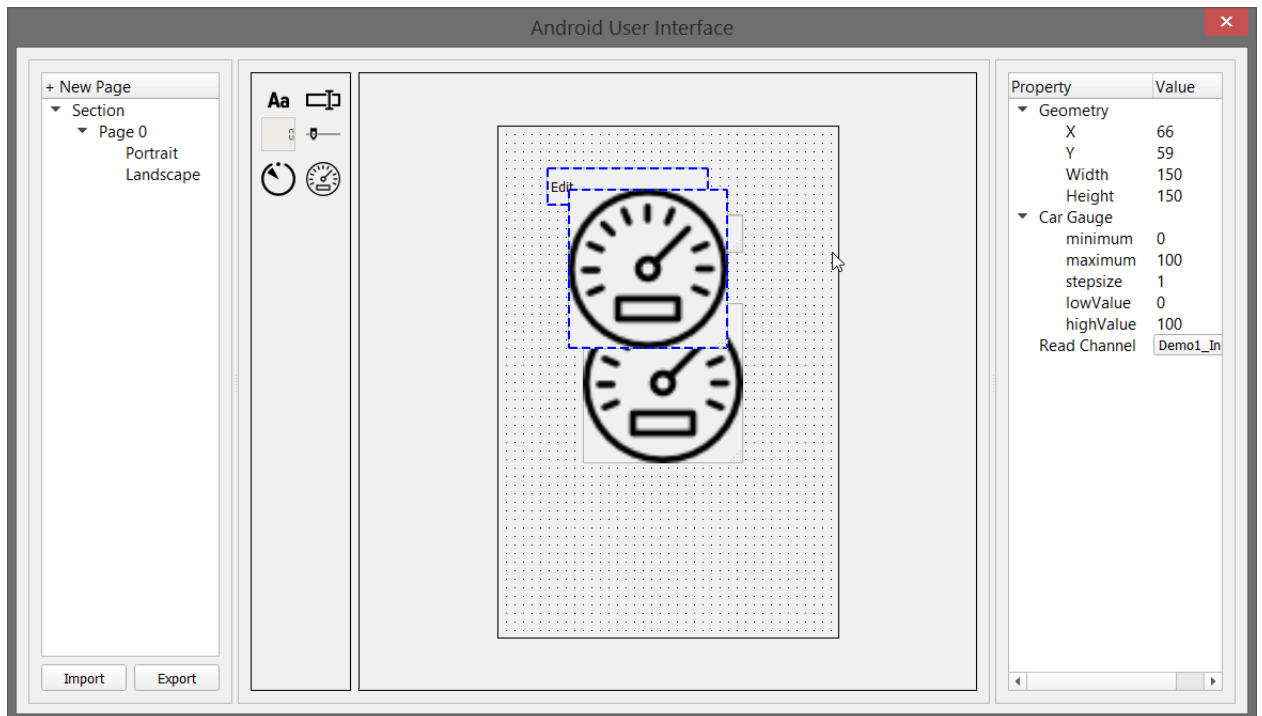 Android User Interface
+ New Page
Section
Page 0
Portrait
Landscape
Import
Export
Aa
0
Edit
Property Value
Geometry
X 66
Y 59
Width 150
Height 150
Car Gauge
minimum 0
maximum 100
stepsize 1
lowValue 0
highValue 100
Read Channel Demo1_In